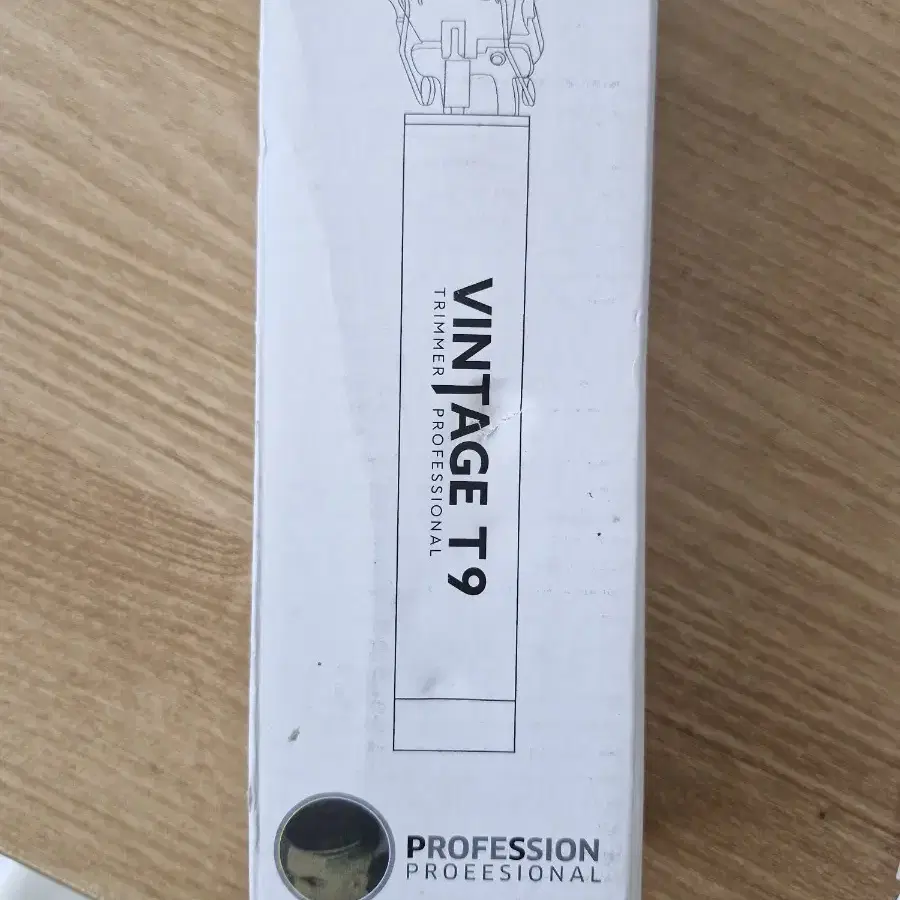 VINTAGE T9
TRIMMER PROFESSIONAL
PROFESSION
PROEESIONAL